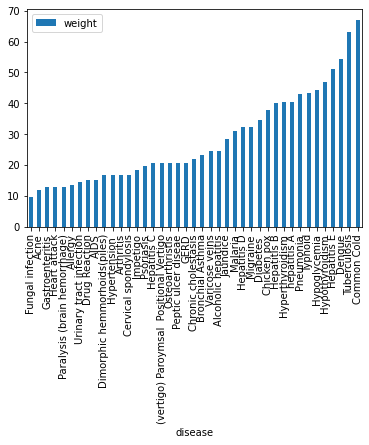 weight
70
60
50
40
30
20
10
0
Fungal infection
Acne
Gastroenteritis
Heart attack
Paralysis (brain hemorrhage)
Allergy
Urinary tract infection
Drug Reaction
AIDS
Dimorphic hemmorhoids(piles)
Hypertension
Arthritis
Cervical spondylosis
Impetigo
Psoriasis
Hepatitis C
(vertigo) Paroymsal  Positional Vertigo
Osteoarthristis
Peptic ulcer diseae
GERD
Chronic cholestasis
Bronchial Asthma
Varicose veins
Alcoholic hepatitis
Jaundice
Malaria
Hepatitis D
Migraine
Diabetes
Chicken pox
Hepatitis B
Hyperthyroidism
hepatitis A
Pneumonia
Typhoid
Hypoglycemia
Hypothyroidism
Hepatitis E
Dengue
Tuberculosis
Common Cold
disease